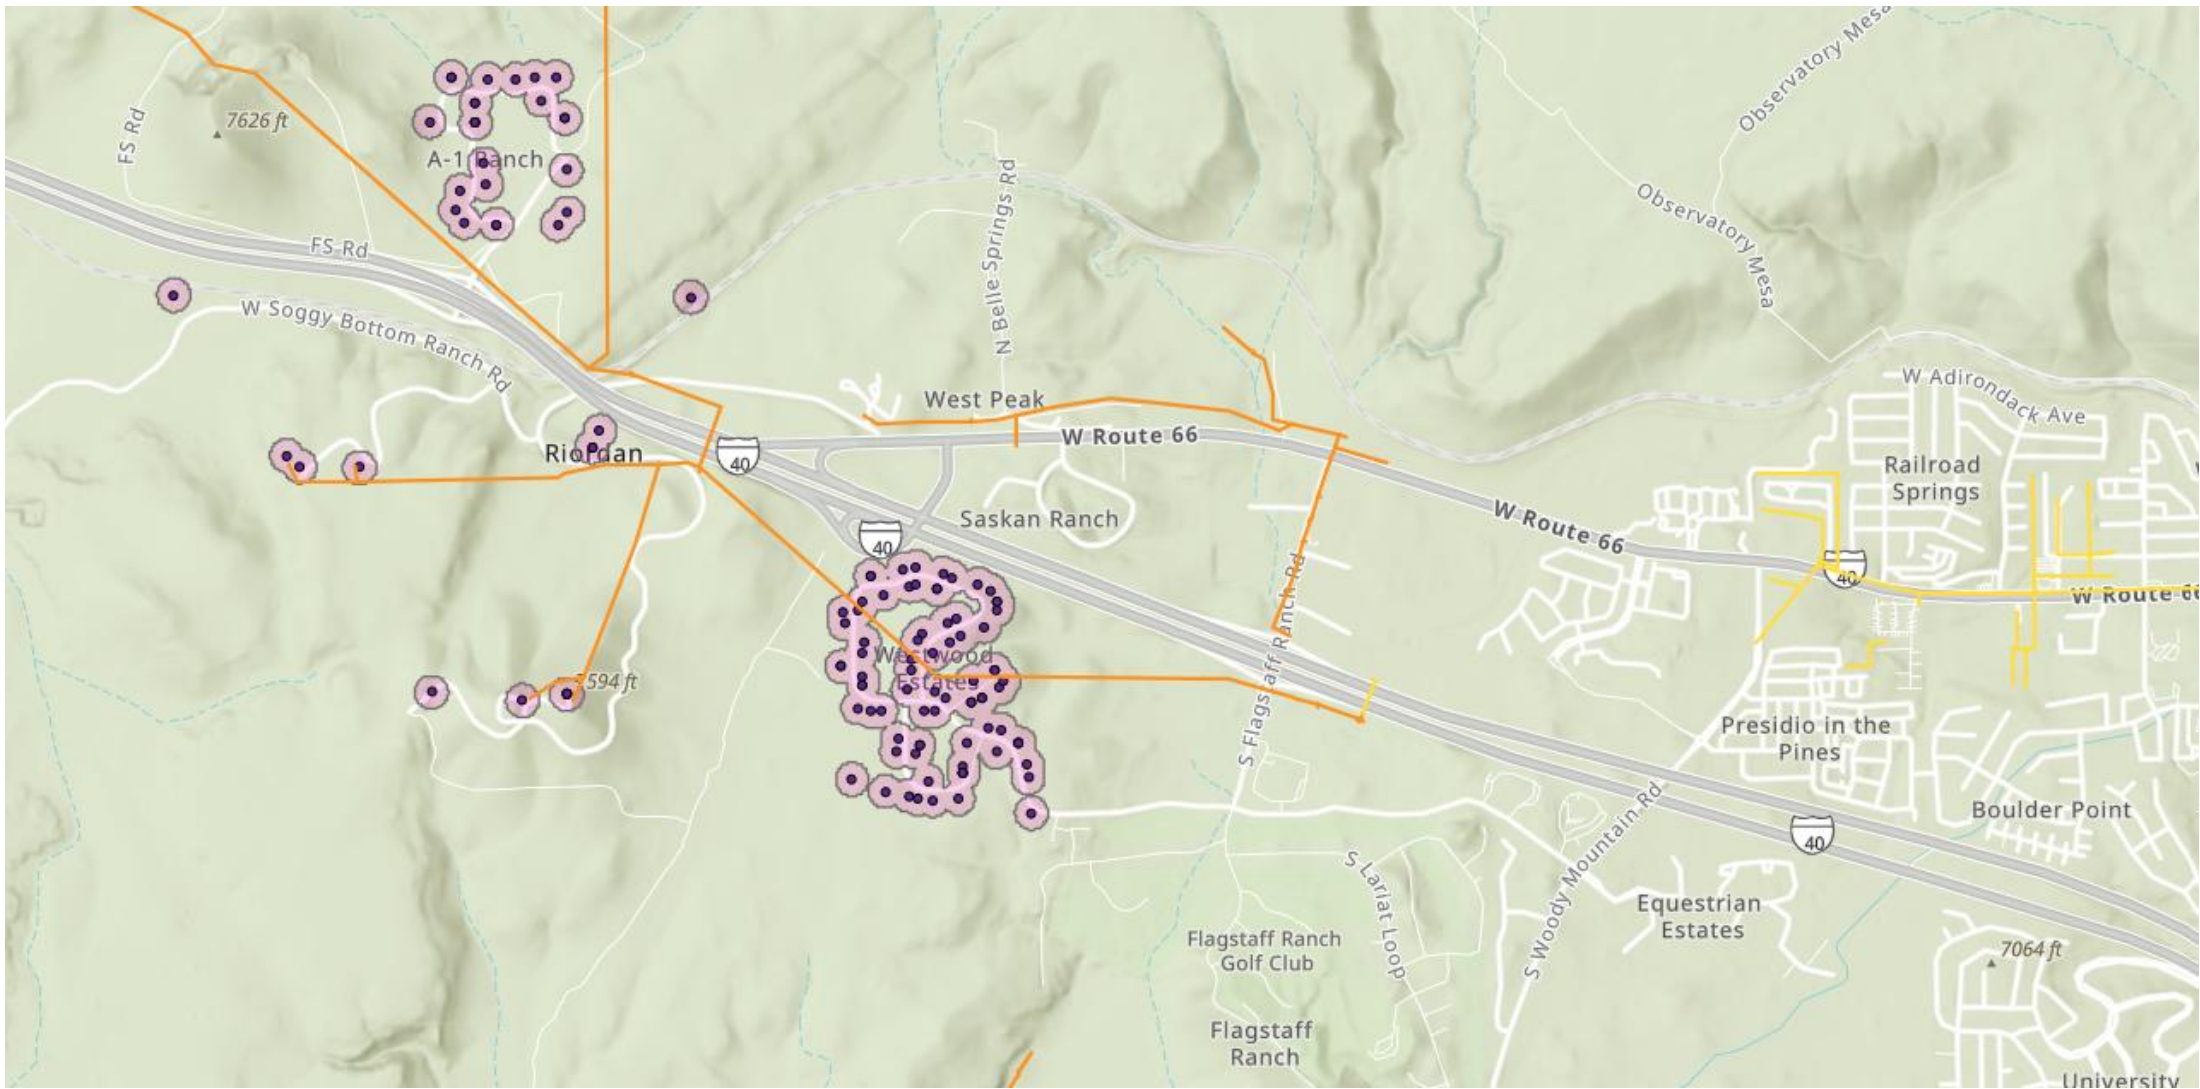 Observatory Mesa
7626 ft
FS Rd
A-1 Ranch
N Belle Springs Rd
Observatory Mesa
FS Rd
W Soggy Bottom Ranch Rd
West Peak
W Adirondack Ave
W Route 66
Riordan
40
Railroad
Springs
Saskan Ranch
W Route 66
40
40
W Route 66
S Flagstaff Ranch Rd
Westwood
Estates
7594 ft
Presidio in the
Pines
Boulder Point
40
S Woody Mountain Rd
S Lariat Loop
Equestrian
Estates
Flagstaff Ranch
Golf Club
7064 ft
Flagstaff
Ranch
University